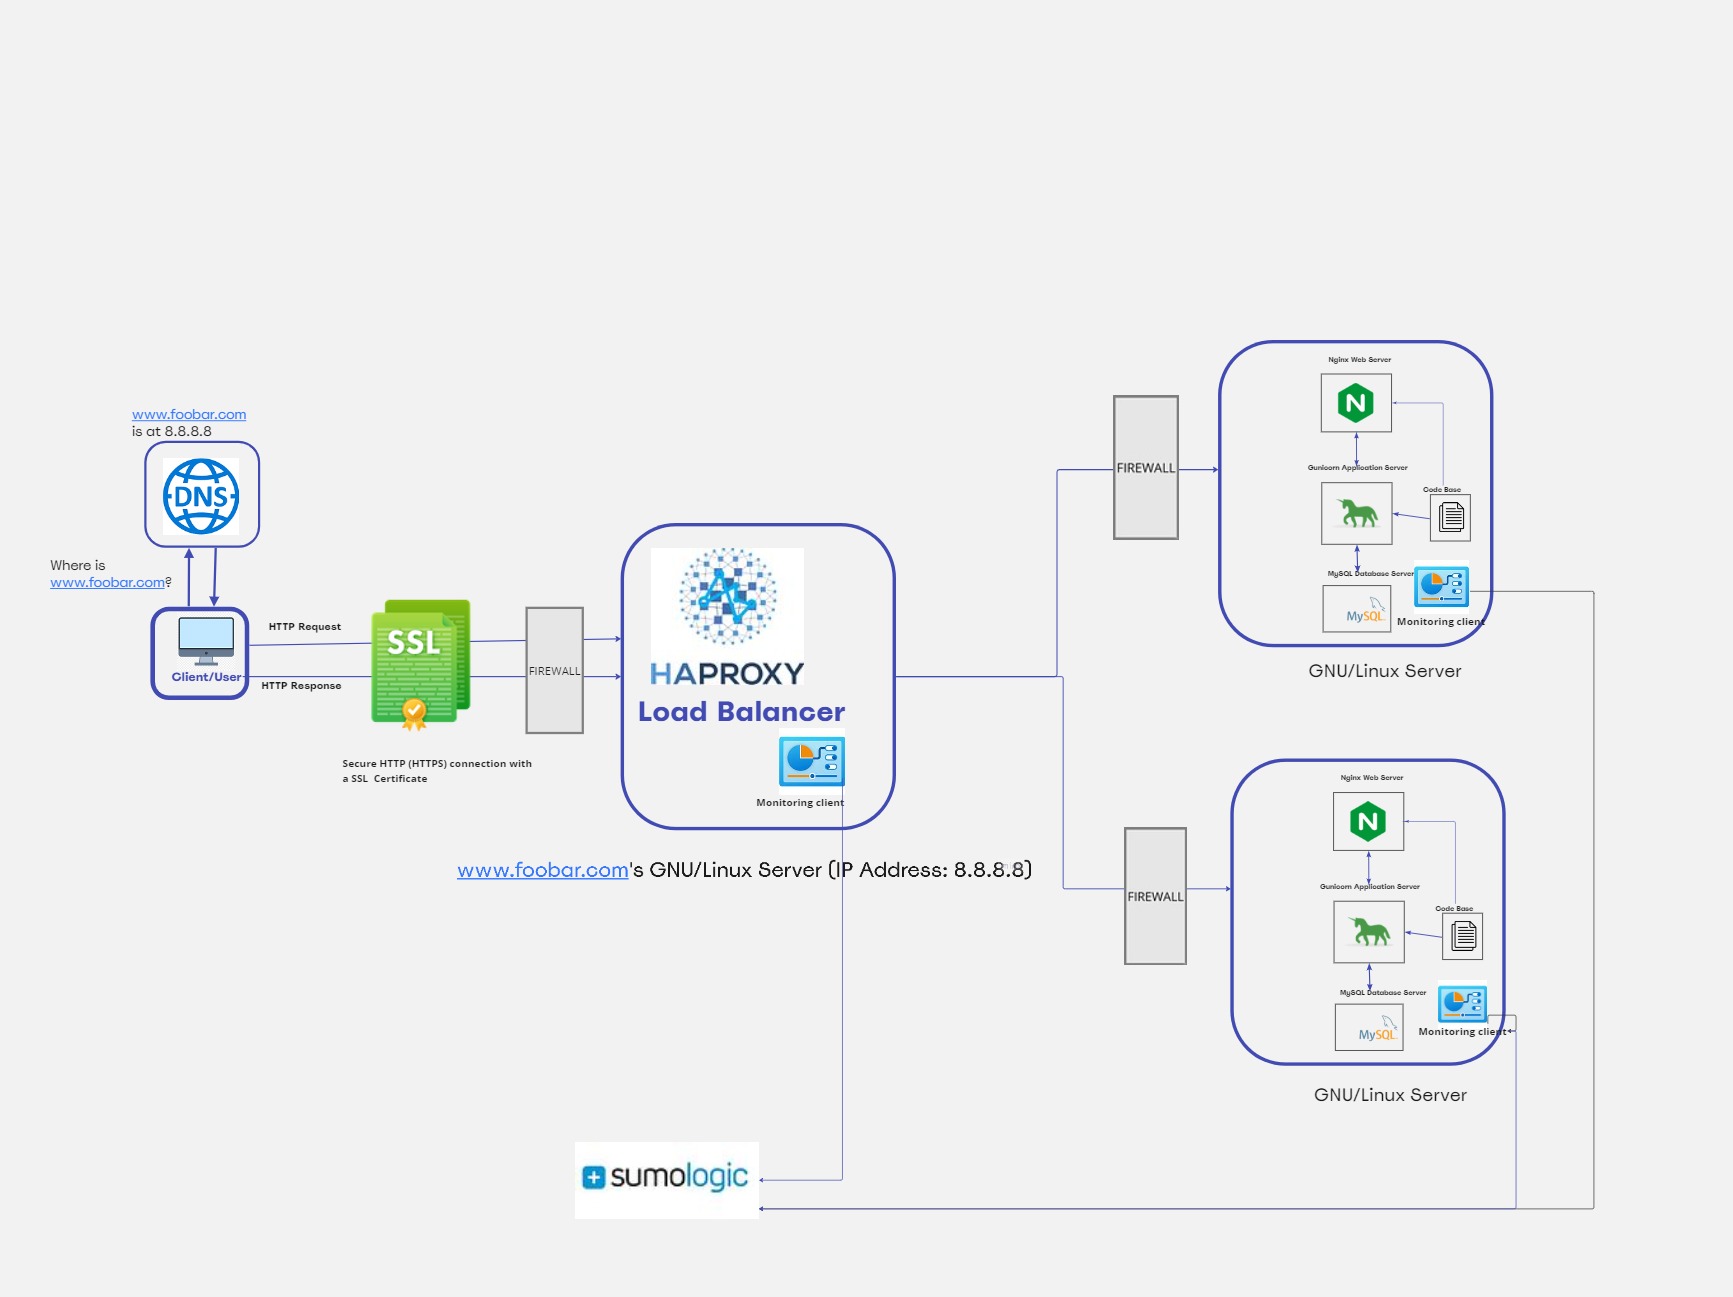 www.foobar.com
is at 8.8.8.8
DNS
Where is
www.foobar.com?
Client/User
HTTP Request
HTTP Response
SSL
Secure HTTP (HTTPS) connection with
a SSL Certificate
FIREWALL
HAPROXY
Load Balancer
Monitoring client
www.foobar.com's GNU/Linux Server (IP Address: 8.8.8.8)
FIREWALL
Nginx Web Server
N
Gunicorn Application Server
Code Base
MySQL Database Server
MySQL
Monitoring client
GNU/Linux Server
FIREWALL
Nginx Web Server
N
Gunicorn Application Server
Code Base
MySQL Database Server
MySQL
Monitoring client
GNU/Linux Server
sumologic